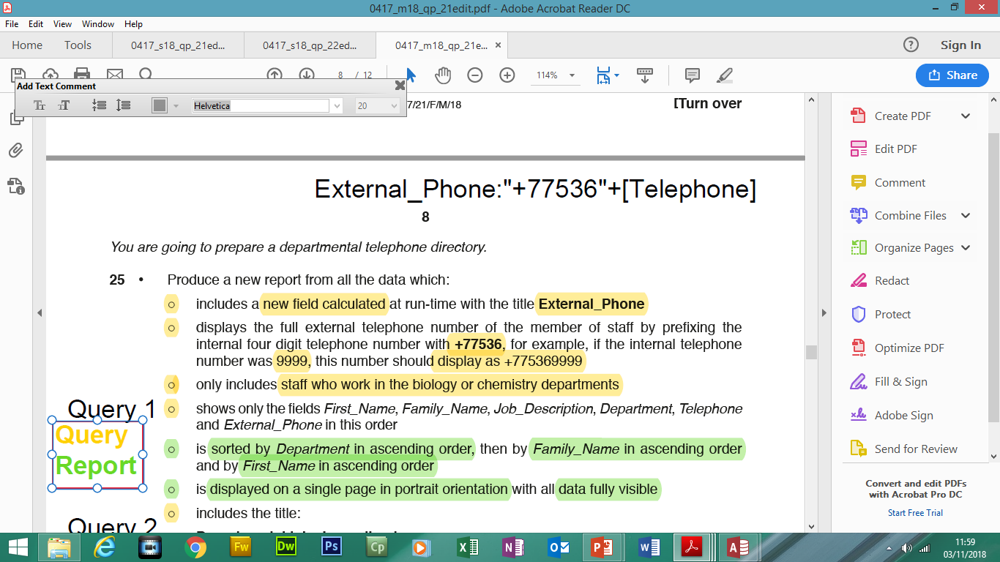 0417_m18_qp_21edit.pdf - Adobe Acrobat Reader DC
File Edit View Window Help
Home Tools 0417_s18_qp_21ed... 0417_s18_qp_22ed... 0417_m18_qp_21e... Sign In
8 / 12 114% Share
Add Text Comment
Helvetica 20
7/21/F/M/18 [Turn over
External_Phone:"+77536"+[Telephone]
8
You are going to prepare a departmental telephone directory.
25 • Produce a new report from all the data which:
includes a new field calculated at run-time with the title External_Phone
displays the full external telephone number of the member of staff by prefixing the
internal four digit telephone number with +77536, for example, if the internal telephone
number was 9999, this number should display as +775369999
only includes staff who work in the biology or chemistry departments
Query 1
shows only the fields First_Name, Family_Name, Job_Description, Department, Telephone
and External_Phone in this order
Query
Report
is sorted by Department in ascending order, then by Family_Name in ascending order
and by First_Name in ascending order
is displayed on a single page in portrait orientation with all data fully visible
includes the title:
Query 2
Create PDF
Edit PDF
Comment
Combine Files
Organize Pages
Redact
Protect
Optimize PDF
Fill & Sign
Adobe Sign
Send for Review
Convert and edit PDFs
with Acrobat Pro DC
Start Free Trial
Fw Dw Ps Cp
11:59
03/11/2018